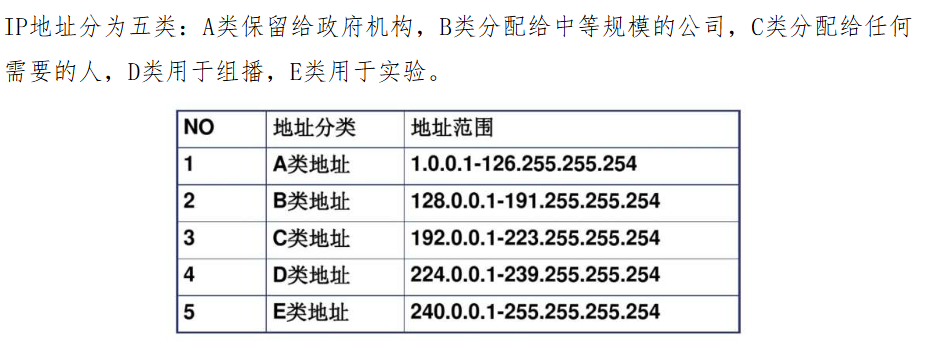 IP地址分为五类：A类保留给政府机构，B类分配给中等规模的公司，C类分配给任何
需要的人，D类用于组播，E类用于实验。
NO 地址分类 地址范围
1 A类地址 1.0.0.1-126.255.255.254
2 B类地址 128.0.0.1-191.255.255.254
3 C类地址 192.0.0.1-223.255.255.254
4 D类地址 224.0.0.1-239.255.255.254
5 E类地址 240.0.0.1-255.255.255.254